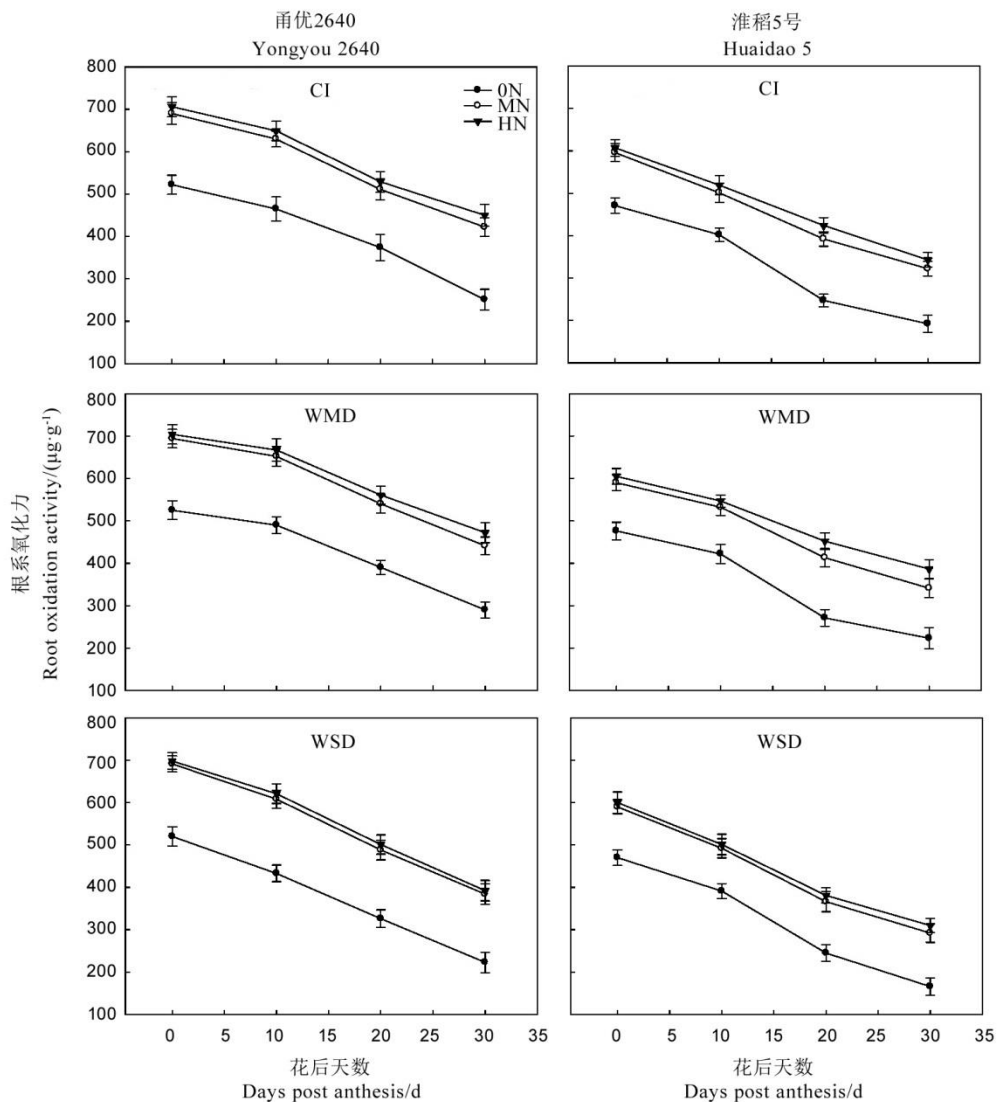 甬优2640
Yongyou 2640
淮稻5号
Huaidao 5
800
700
600
500
400
300
200
100
CI
0N
MN
HN
CI
800
700
600
500
400
300
200
100
WMD
WMD
根系氧化力
Root oxidation activity/(μg·g⁻¹)
800
700
600
500
400
300
200
100
WSD
WSD
0 5 10 15 20 25 30 35
0 5 10 15 20 25 30 35
花后天数
Days post anthesis/d
花后天数
Days post anthesis/d